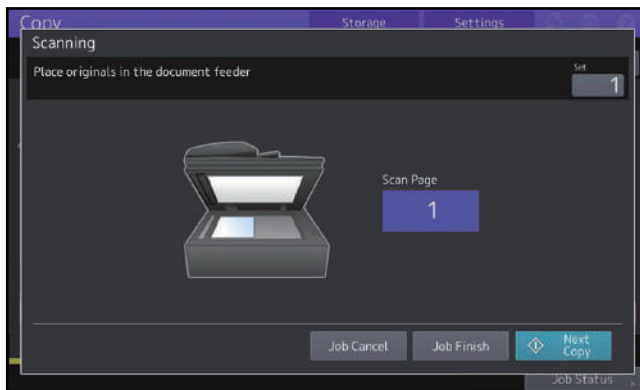 Copy
Storage
Settings
Scanning
Place originals in the document feeder
Set
1
Scan Page
1
Job Cancel
Job Finish
Next
Copy
Job Status